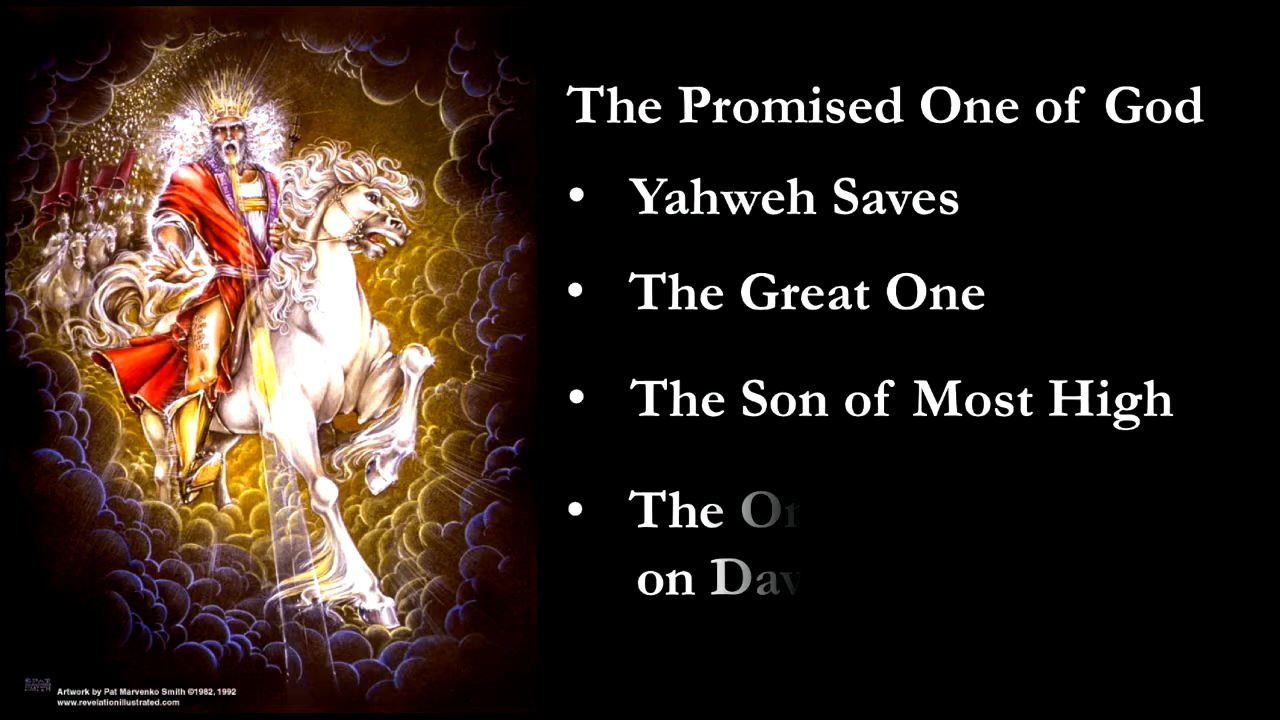 The Promised One of God
• Yahweh Saves
• The Great One
• The Son of Most High
• The
on
Artwork by Pat Marvenko Smith ©1982, 1992
www.revelationillustrated.com